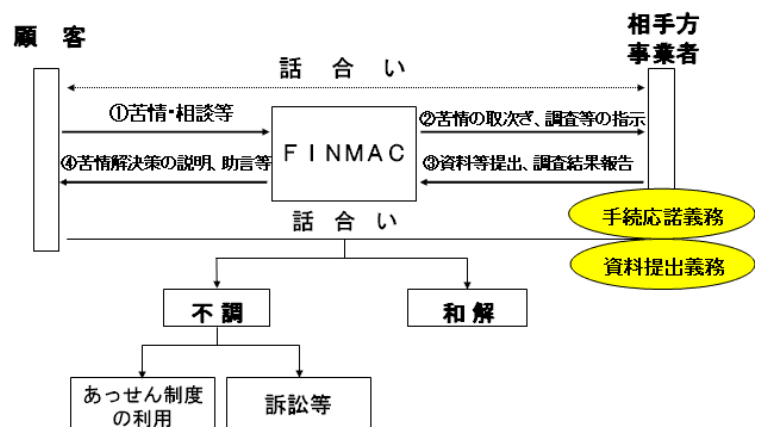 顧　客
相手方
事業者
話　合　い
①苦情・相談等
②苦情の取次ぎ、調査等の指示
ＦＩＮＭＡＣ
④苦情解決策の説明、助言等
③資料等提出、調査結果報告
手続応諾義務
話　合　い
資料提出義務
不 調
和 解
あっせん制度
の利用
訴訟等